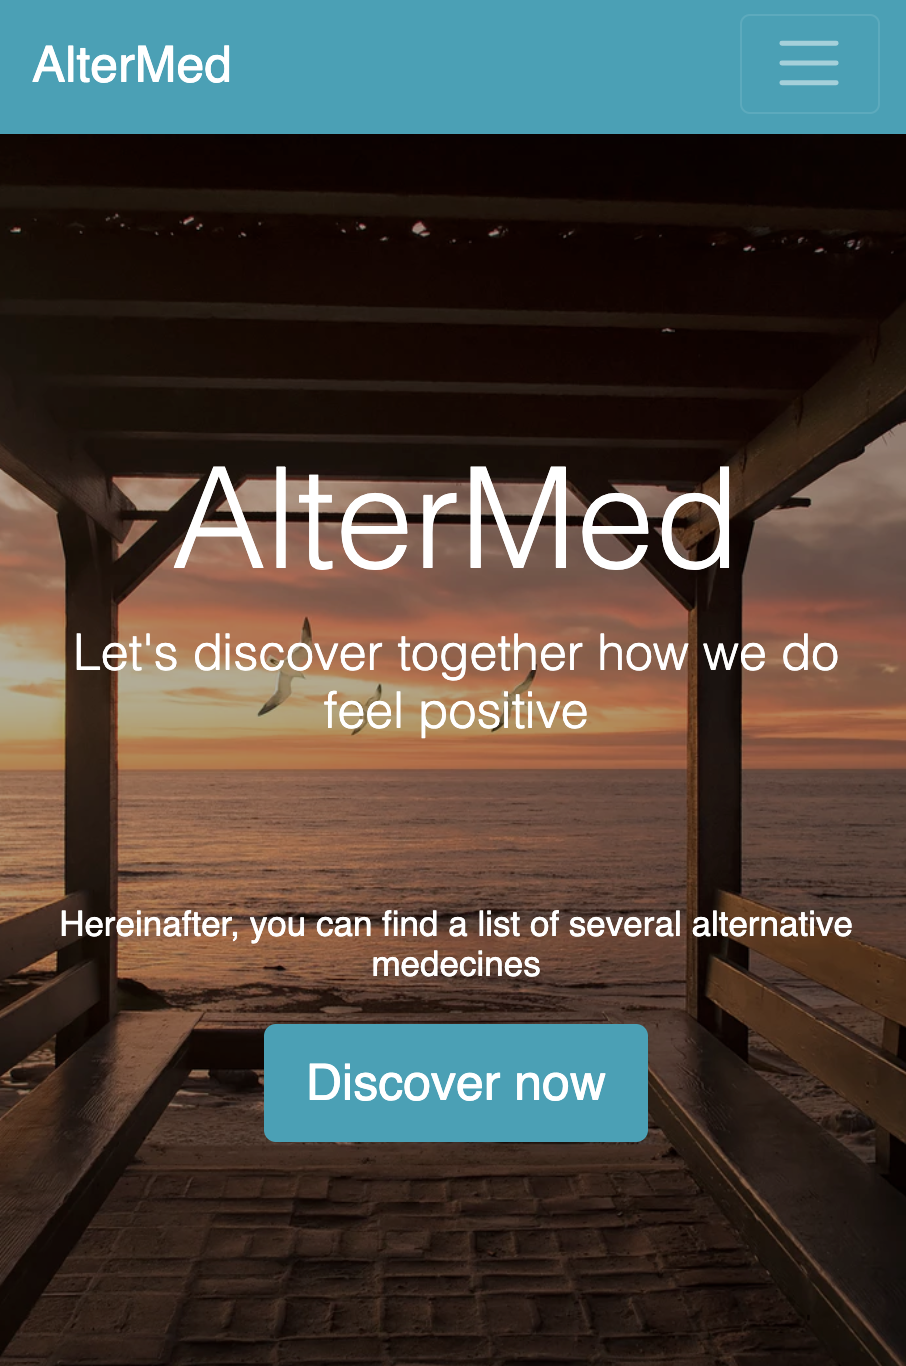 AlterMed
AlterMed
Let's discover together how we do
feel positive
Hereinafter, you can find a list of several alternative
medecines
Discover now